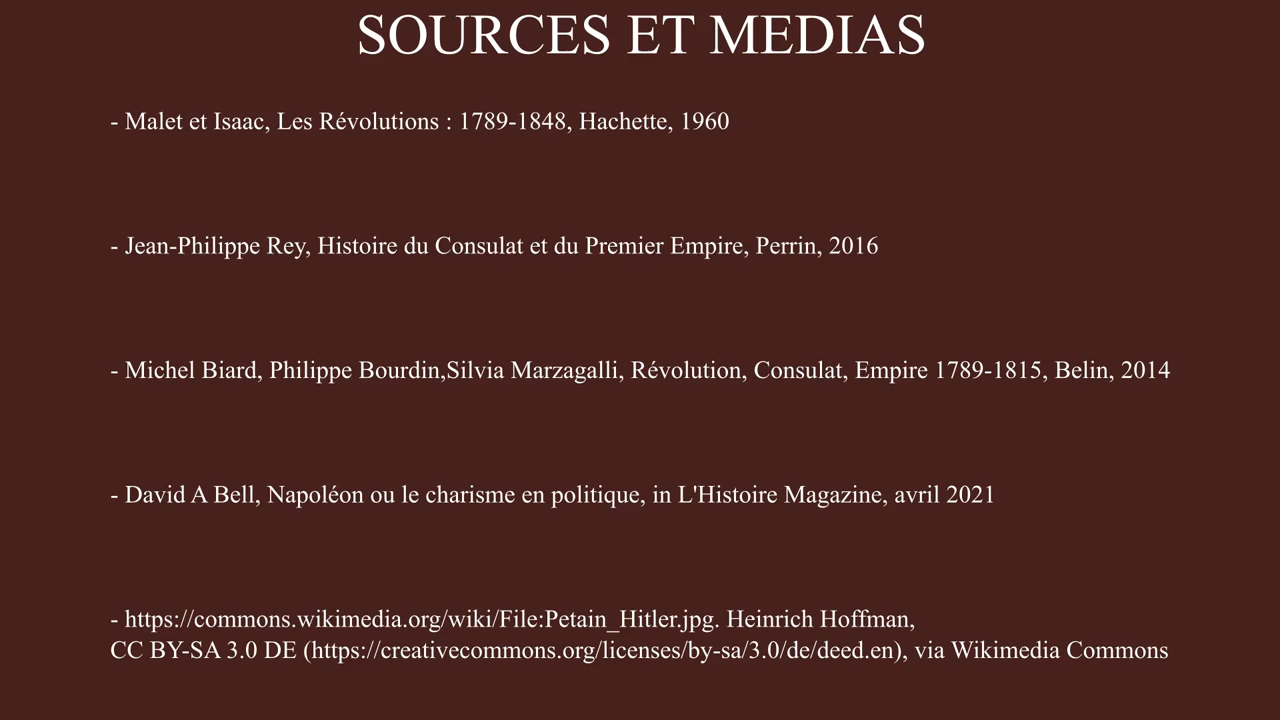 SOURCES ET MEDIAS
- Malet et Isaac, Les Révolutions : 1789-1848, Hachette, 1960
- Jean-Philippe Rey, Histoire du Consulat et du Premier Empire, Perrin, 2016
- Michel Biard, Philippe Bourdin,Silvia Marzagalli, Révolution, Consulat, Empire 1789-1815, Belin, 2014
- David A Bell, Napoléon ou le charisme en politique, in L'Histoire Magazine, avril 2021
- https://commons.wikimedia.org/wiki/File:Petain_Hitler.jpg. Heinrich Hoffman,
CC BY-SA 3.0 DE (https://creativecommons.org/licenses/by-sa/3.0/de/deed.en), via Wikimedia Commons